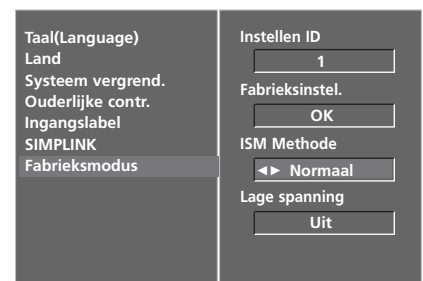 Taal(Language)
Land
Systeem vergrend.
Ouderlijke contr.
Ingangslabel
SIMPLINK
Fabrieksmodus
Instellen ID
1
Fabrieksinstel.
OK
ISM Methode
◄► Normaal
Lage spanning
Uit